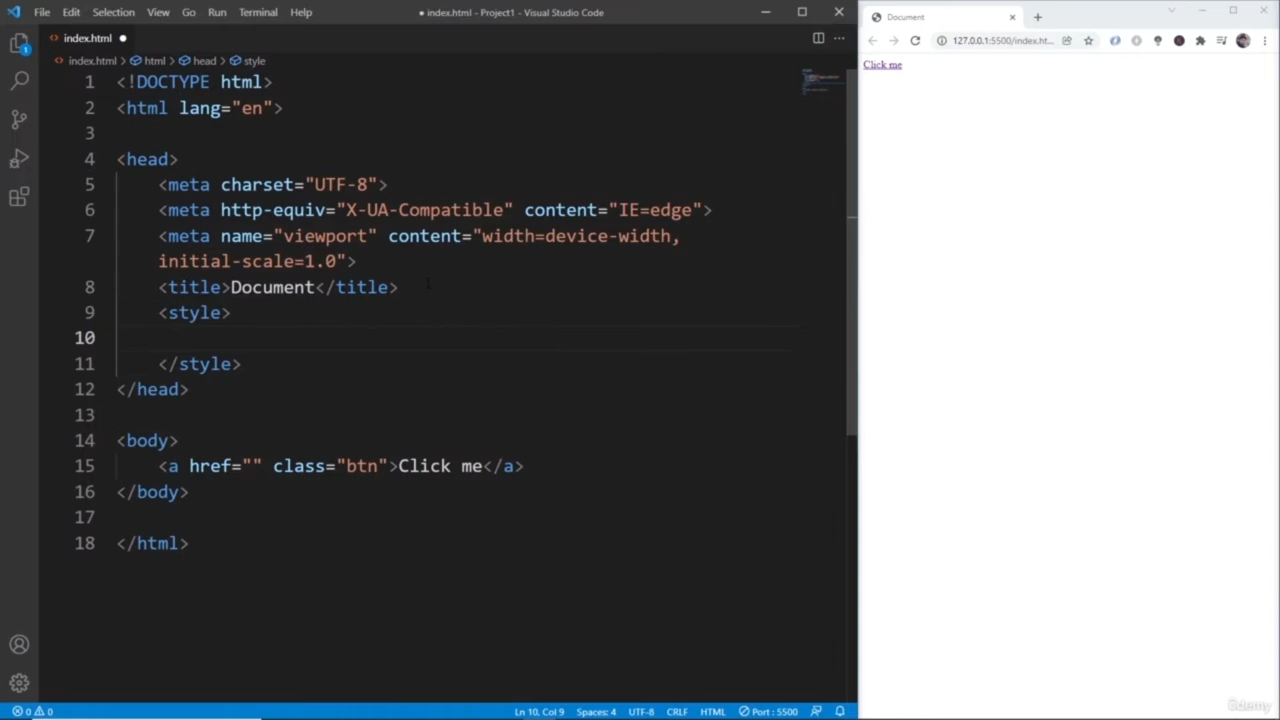 File Edit Selection View Go Run Terminal Help
● index.html - Project1 - Visual Studio Code
index.html
index.html > html > head > style
1 <!DOCTYPE html>
2 <html lang="en">
3
4 <head>
5 <meta charset="UTF-8">
6 <meta http-equiv="X-UA-Compatible" content="IE=edge">
7 <meta name="viewport" content="width=device-width,
initial-scale=1.0">
8 <title>Document</title>
9 <style>
10
11 </style>
12 </head>
13
14 <body>
15 <a href="" class="btn">Click me</a>
16 </body>
17
18 </html>
1
0 0
Ln 10, Col 9 Spaces: 4 UTF-8 CRLF HTML Port : 5500
Document
127.0.0.1:5500/index.ht...
Click me
ûdemy